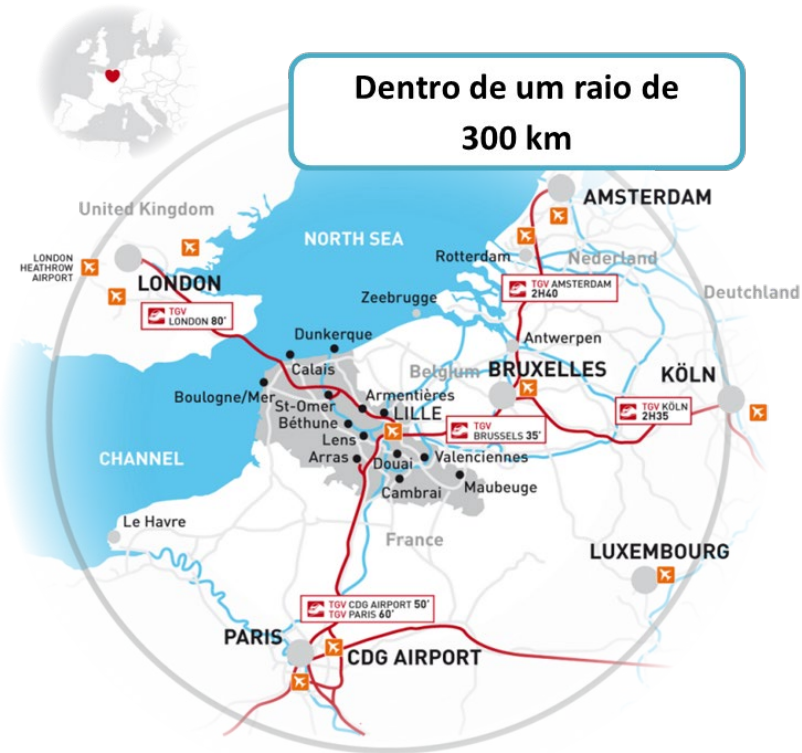 Dentro de um raio de
300 km
AMSTERDAM
United Kingdom
NORTH SEA
LONDON
HEATHROW
AIRPORT
Rotterdam
Nederland
LONDON
TGV AMSTERDAM
2H40
Deutchland
Zeebrugge
TGV
LONDON 80'
Dunkerque
Antwerpen
Calais
Belgium
BRUXELLES
KÖLN
Boulogne/Mer
Armentières
St-Omer
LILLE
TGV KÖLN
2H35
Béthune
TGV
BRUSSELS 35'
Lens
CHANNEL
Arras
Douai
Valenciennes
Cambrai
Maubeuge
Le Havre
France
LUXEMBOURG
TGV CDG AIRPORT 50'
TGV PARIS 60'
PARIS
CDG AIRPORT